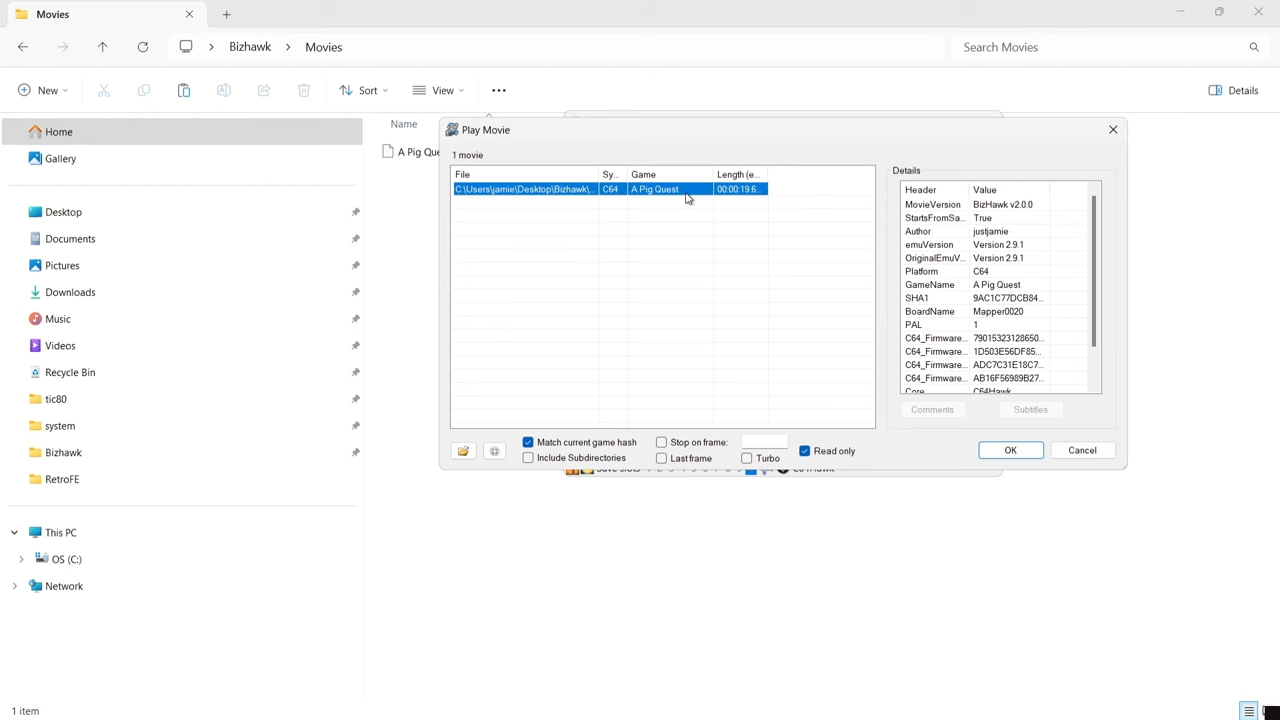 Movies
Bizhawk > Movies
Search Movies
New
Sort
View
Details
Home
Gallery
Desktop
Documents
Pictures
Downloads
Music
Videos
Recycle Bin
tic80
system
Bizhawk
RetroFE
This PC
OS (C:)
Network
1 item
Name
A Pig Que
Play Movie
1 movie
File Sy... Game Length (e...
C:\Users\jamie\Desktop\Bizhawk\... C64 A Pig Quest 00:00:19.6...
Details
Header Value
MovieVersion BizHawk v2.0.0
StartsFromSa... True
Author justjamie
emuVersion Version 2.9.1
OriginalEmuV... Version 2.9.1
Platform C64
GameName A Pig Quest
SHA1 9AC1C77DCB84...
BoardName Mapper0020
PAL 1
C64_Firmware... 79015323128650...
C64_Firmware... 1D503E56DF85...
C64_Firmware... ADC7C31E18C7...
C64_Firmware... AB16F56989B27...
Core C64Hawk
Comments Subtitles
Match current game hash Stop on frame:
Include Subdirectories Last frame Turbo
Read only
OK Cancel